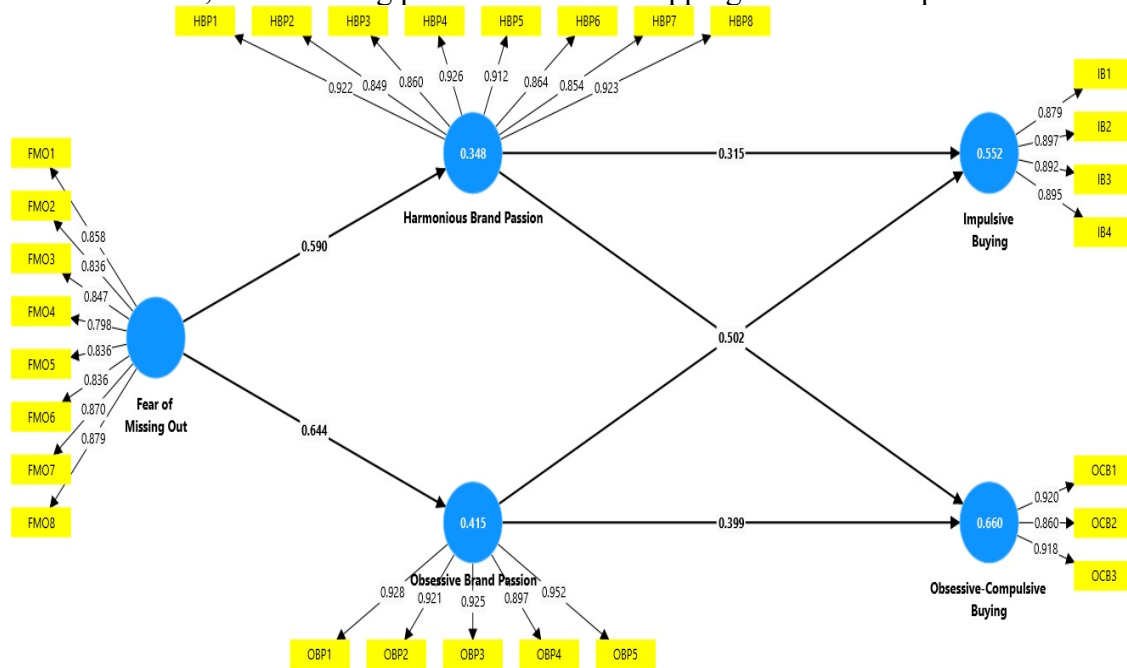 HBP1 HBP2 HBP3 HBP4 HBP5 HBP6 HBP7 HBP8
0.922 0.849 0.860 0.926 0.912 0.864 0.854 0.923
FMO1
FMO2
FMO3
FMO4
FMO5
FMO6
FMO7
FMO8
0.858
0.836
0.847
0.798
0.836
0.836
0.870
0.879
Fear of
Missing Out
0.590
0.644
0.348
Harmonious Brand Passion
0.415
Obsessive Brand Passion
0.928 0.921 0.925 0.897 0.952
OBP1 OBP2 OBP3 OBP4 OBP5
0.315
0.502
0.399
0.552
Impulsive
Buying
0.879
0.897
0.892
0.895
IB1
IB2
IB3
IB4
0.660
Obsessive-Compulsive
Buying
0.920
0.860
0.918
OCB1
OCB2
OCB3